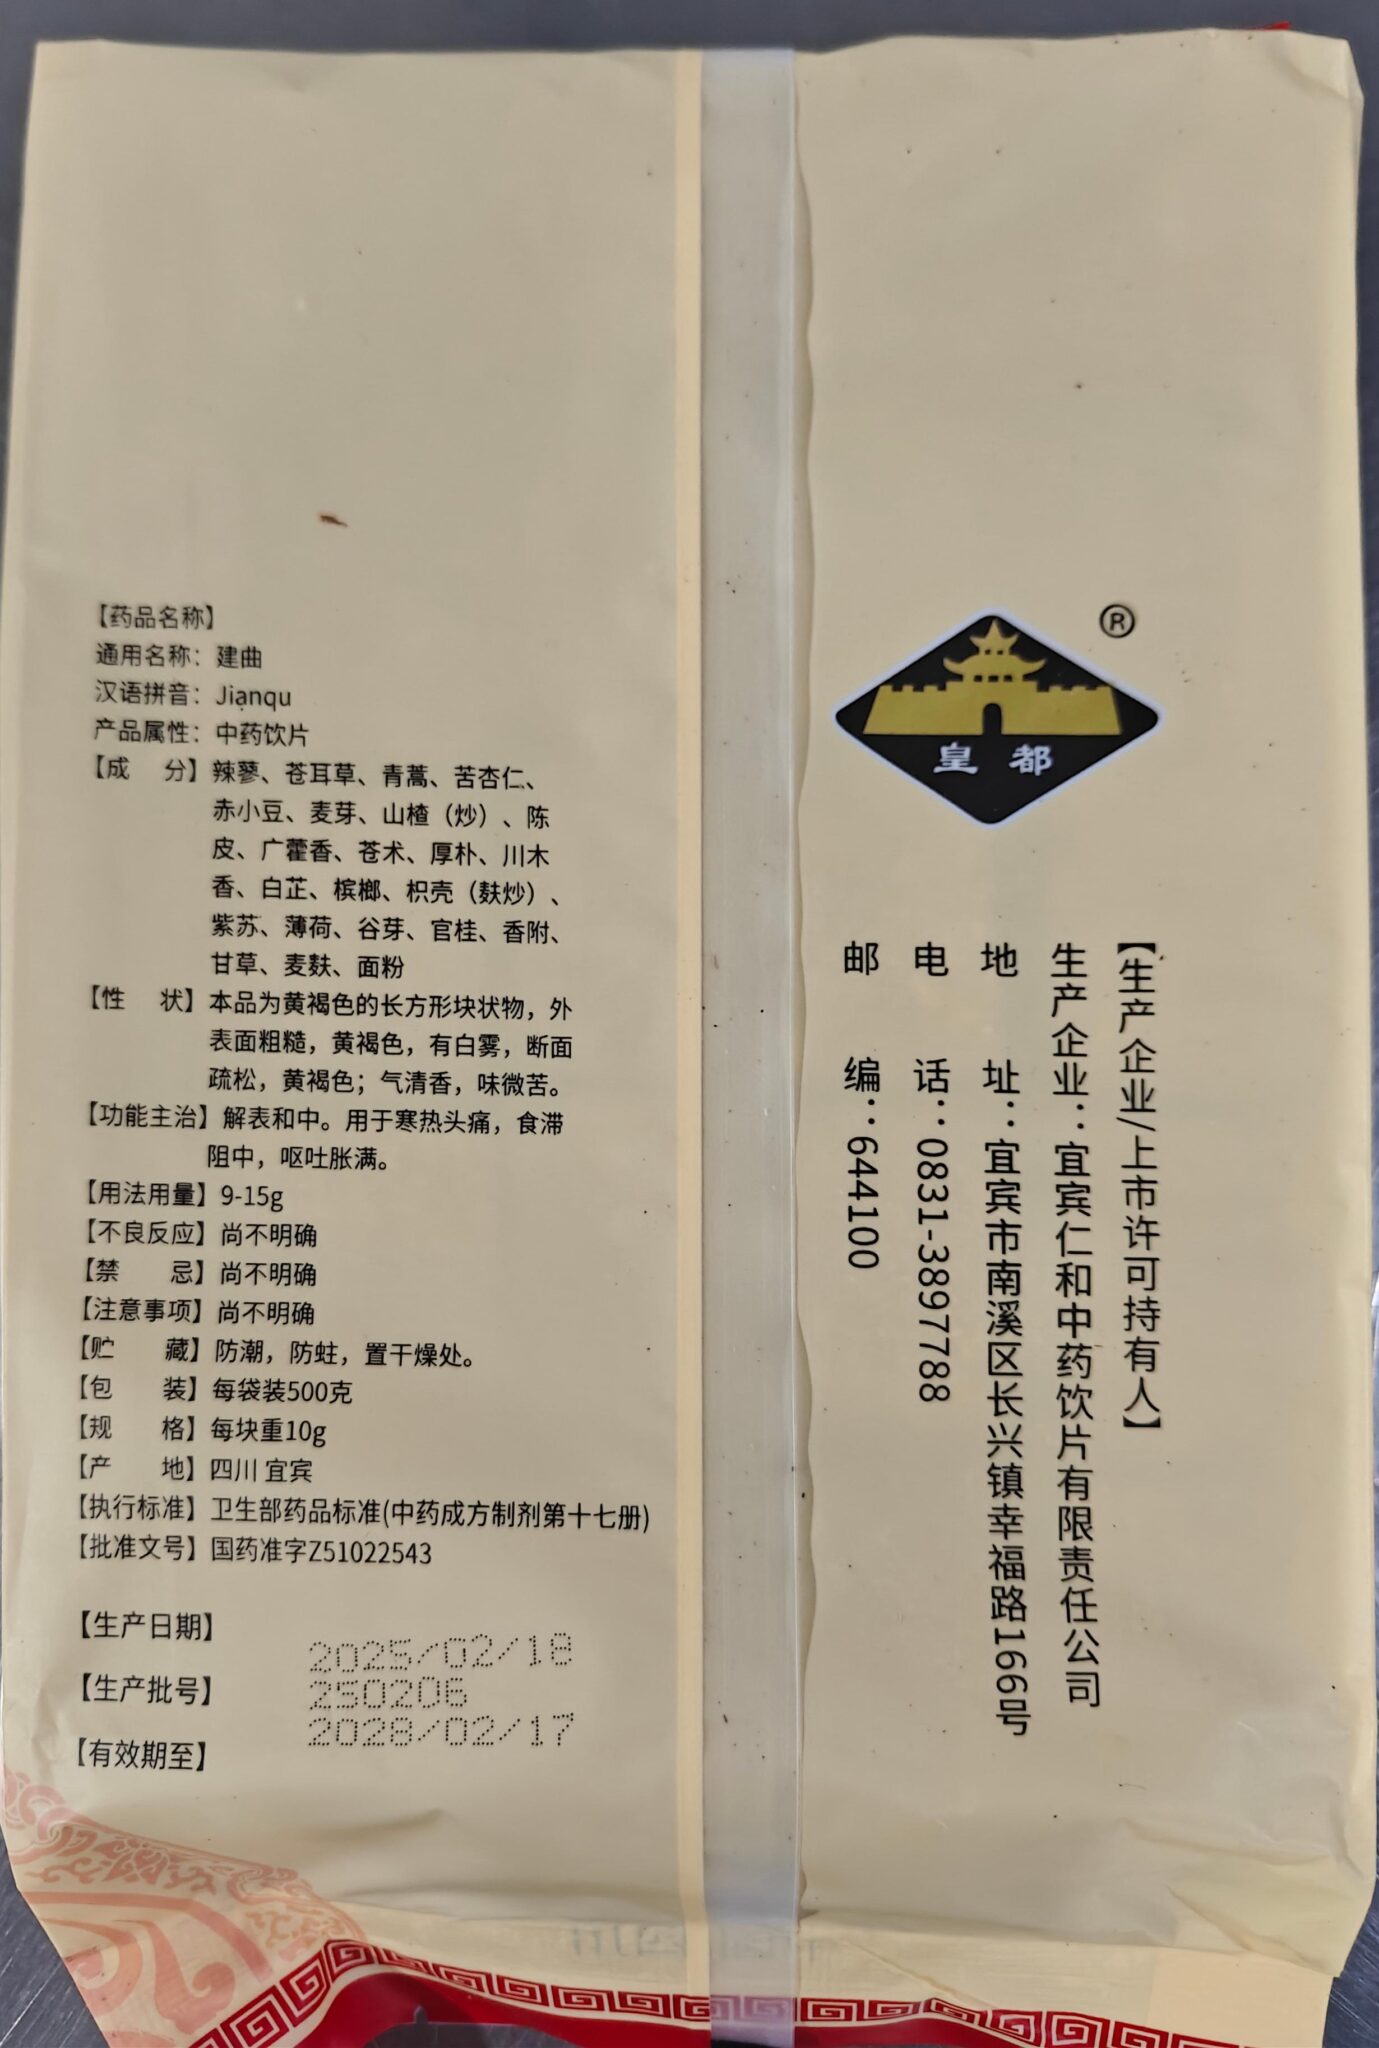 【药品名称】
通用名称：建曲
汉语拼音：Jianqu
产品属性：中药饮片
【成 分】辣蓼、苍耳草、青蒿、苦杏仁、
赤小豆、麦芽、山楂（炒）、陈
皮、广藿香、苍术、厚朴、川木
香、白芷、槟榔、枳壳（麸炒）、
紫苏、薄荷、谷芽、官桂、香附、
甘草、麦麸、面粉
【性 状】本品为黄褐色的长方形块状物，外
表面粗糙，黄褐色，有白雾，断面
疏松，黄褐色；气清香，味微苦。
【功能主治】解表和中。用于寒热头痛，食滞
阻中，呕吐胀满。
【用法用量】9-15g
【不良反应】尚不明确
【禁 忌】尚不明确
【注意事项】尚不明确
【贮 藏】防潮，防蛀，置干燥处。
【包 装】每袋装500克
【规 格】每块重10g
【产 地】四川 宜宾
【执行标准】卫生部药品标准(中药成方制剂第十七册)
【批准文号】国药准字Z51022543
【生产日期】
2025/02/18
【生产批号】
250206
2028/02/17
【有效期至】
®
皇都
【生产企业/上市许可持有人】
生产企业：宜宾仁和中药饮片有限责任公司
地 址：宜宾市南溪区长兴镇幸福路166号
电 话：0831-3897788
邮 编：644100